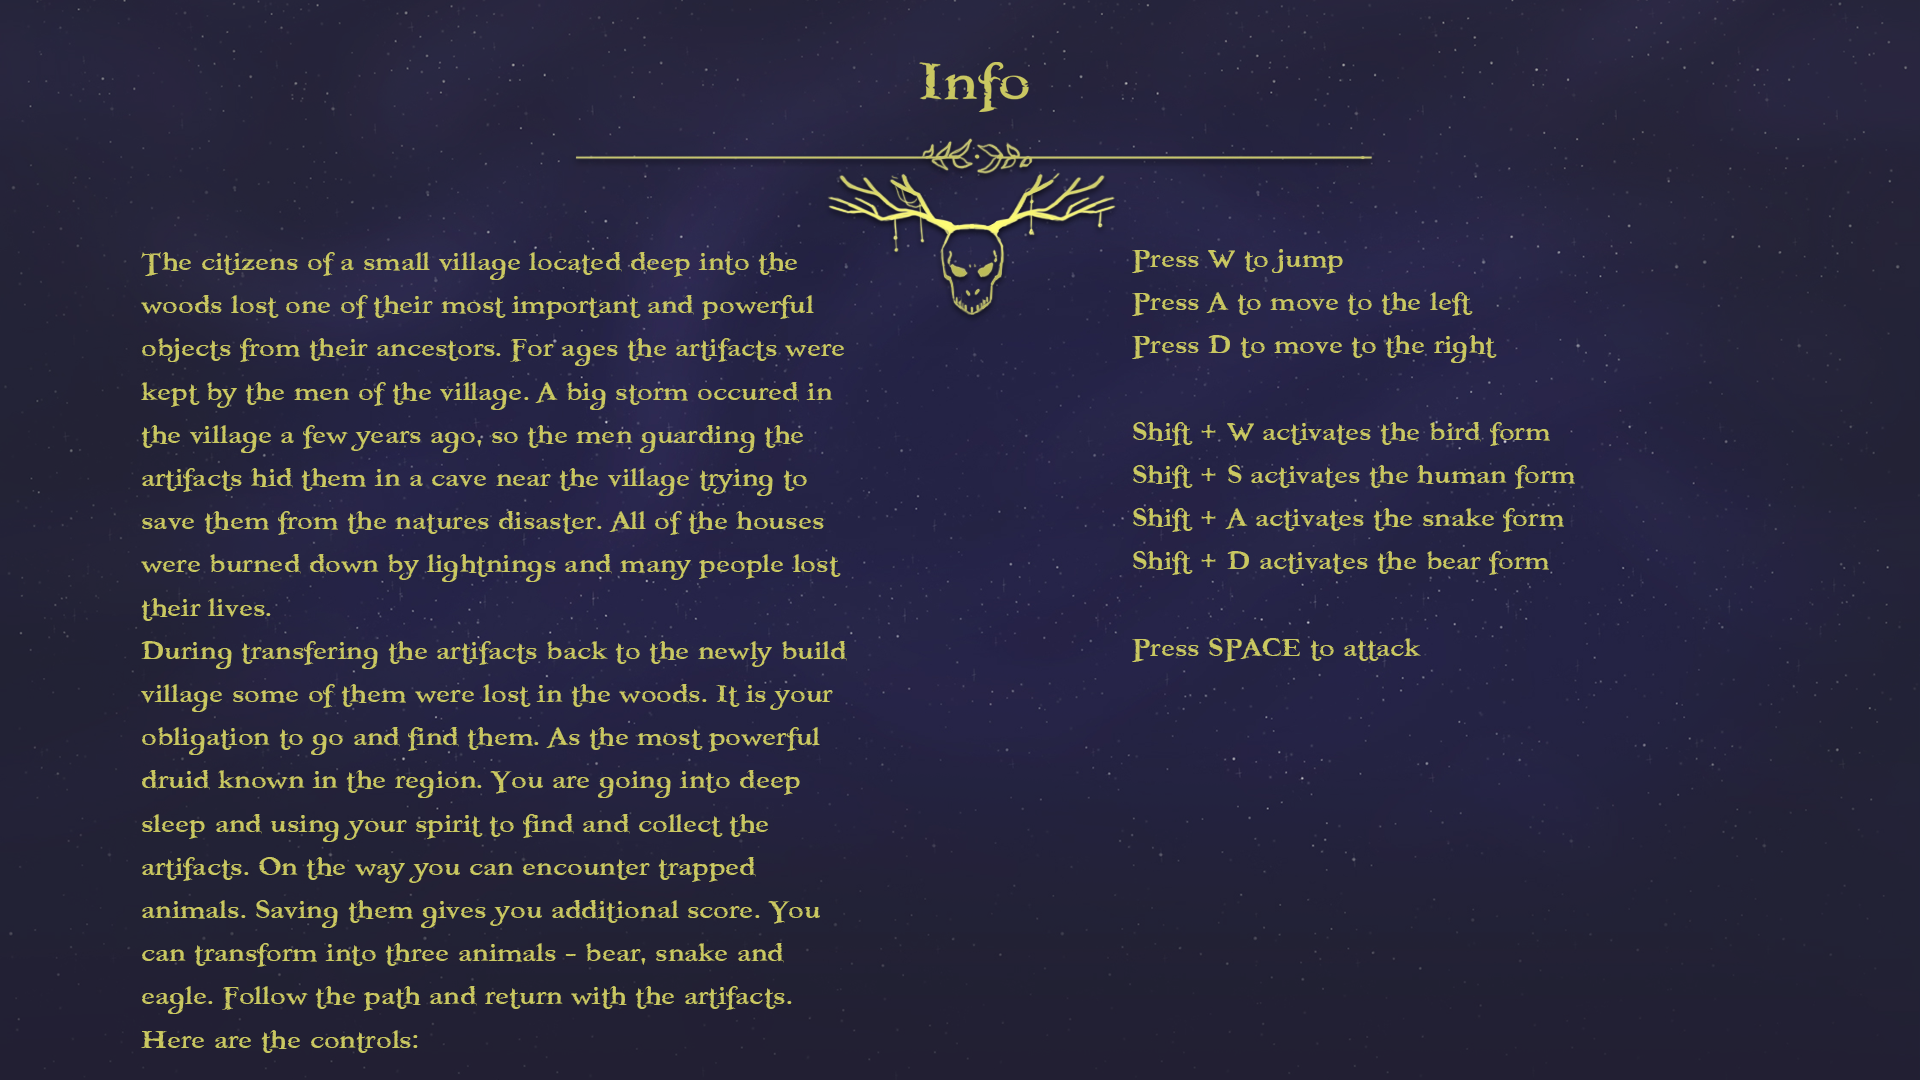 Info
The citizens of a small village located deep into the
woods lost one of their most important and powerful
objects from their ancestors. For ages the artifacts were
kept by the men of the village. A big storm occured in
the village a few years ago, so the men guarding the
artifacts hid them in a cave near the village trying to
save them from the natures disaster. All of the houses
were burned down by lightnings and many people lost
their lives.
During transfering the artifacts back to the newly build
village some of them were lost in the woods. It is your
obligation to go and find them. As the most powerful
druid known in the region. You are going into deep
sleep and using your spirit to find and collect the
artifacts. On the way you can encounter trapped
animals. Saving them gives you additional score. You
can transform into three animals - bear, snake and
eagle. Follow the path and return with the artifacts.
Here are the controls:
Press W to jump
Press A to move to the left
Press D to move to the right
Shift + W activates the bird form
Shift + S activates the human form
Shift + A activates the snake form
Shift + D activates the bear form
Press SPACE to attack